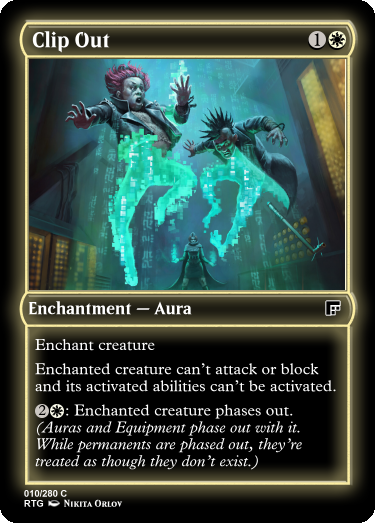 Clip Out 1
Enchantment — Aura
Enchant creature
Enchanted creature can't attack or block
and its activated abilities can't be activated.
2: Enchanted creature phases out.
(Auras and Equipment phase out with it.
While permanents are phased out, they're
treated as though they don't exist.)
010/280 C
RTG Nikita Orlov